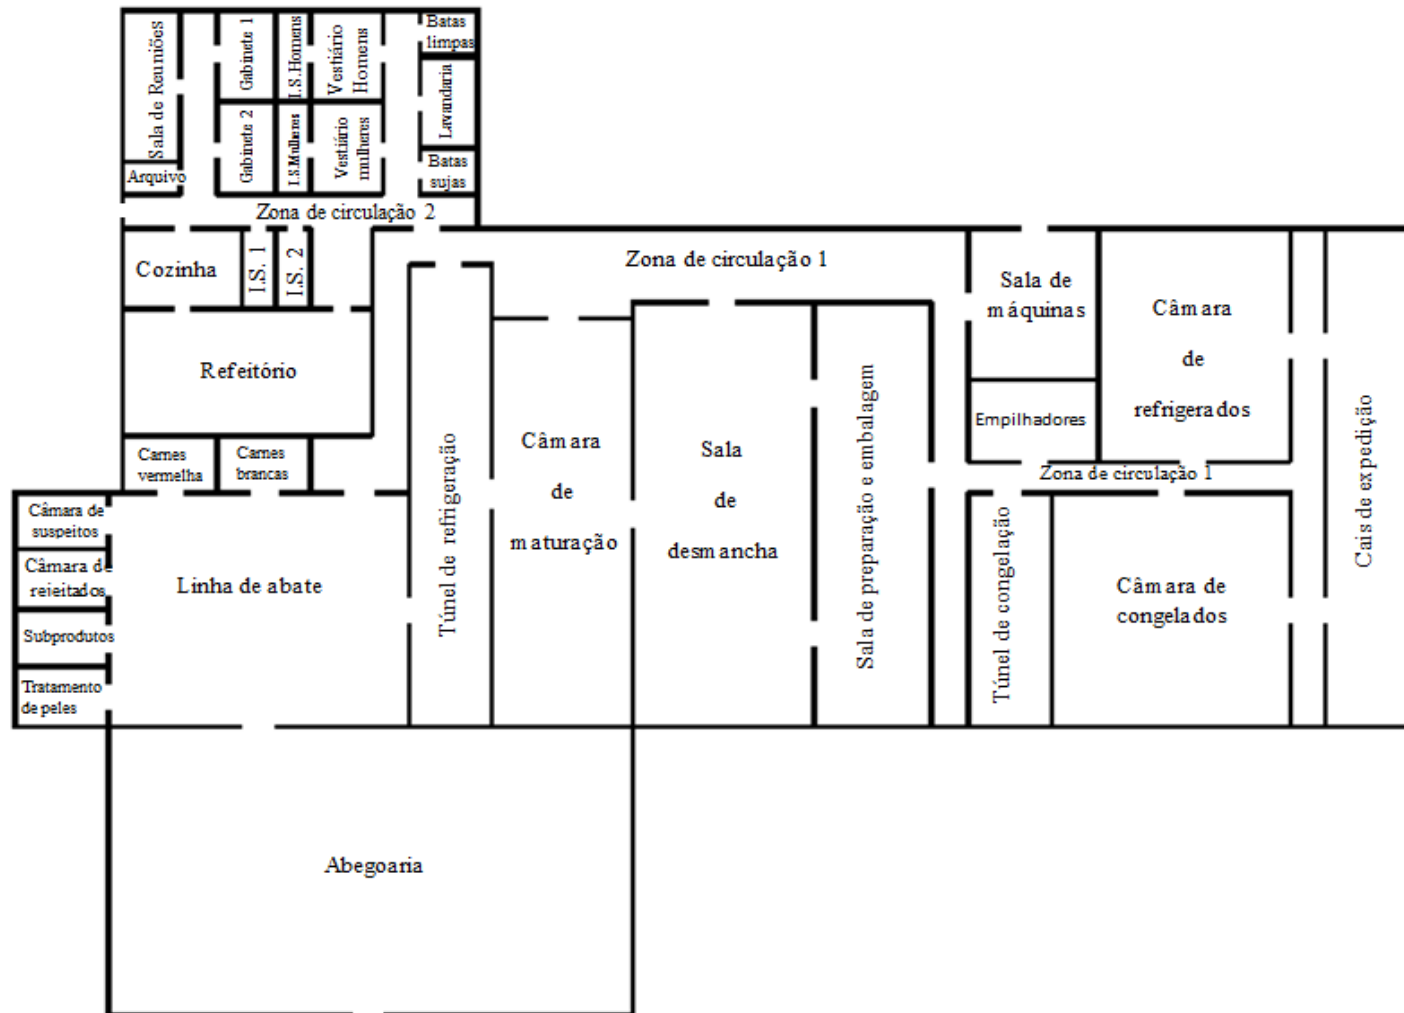 Sala de Reuniões
Gabinete 1
I.S.Homens
Vestiário
Homens
Batas
limpas
Lavandaria
Gabinete 2
I.S.Mulheres
Vestiário
mulheres
Batas
sujas
Arquivo
Zona de circulação 2
Cozinha
I.S. 1
I.S. 2
Zona de circulação 1
Sala de
máquinas
Câmara
de
refrigerados
Refeitório
Empilhadores
Carnes
vermelha
Carnes
brancas
Túnel de refrigeração
Câmara
de
maturação
Sala
de
desmancha
Sala de preparação e embalagem
Zona de circulação 1
Cais de expedição
Câmara de
suspeitos
Câmara de
rejeitados
Subprodutos
Tratamento
de peles
Linha de abate
Túnel de congelação
Câmara de
congelados
Abegoaria